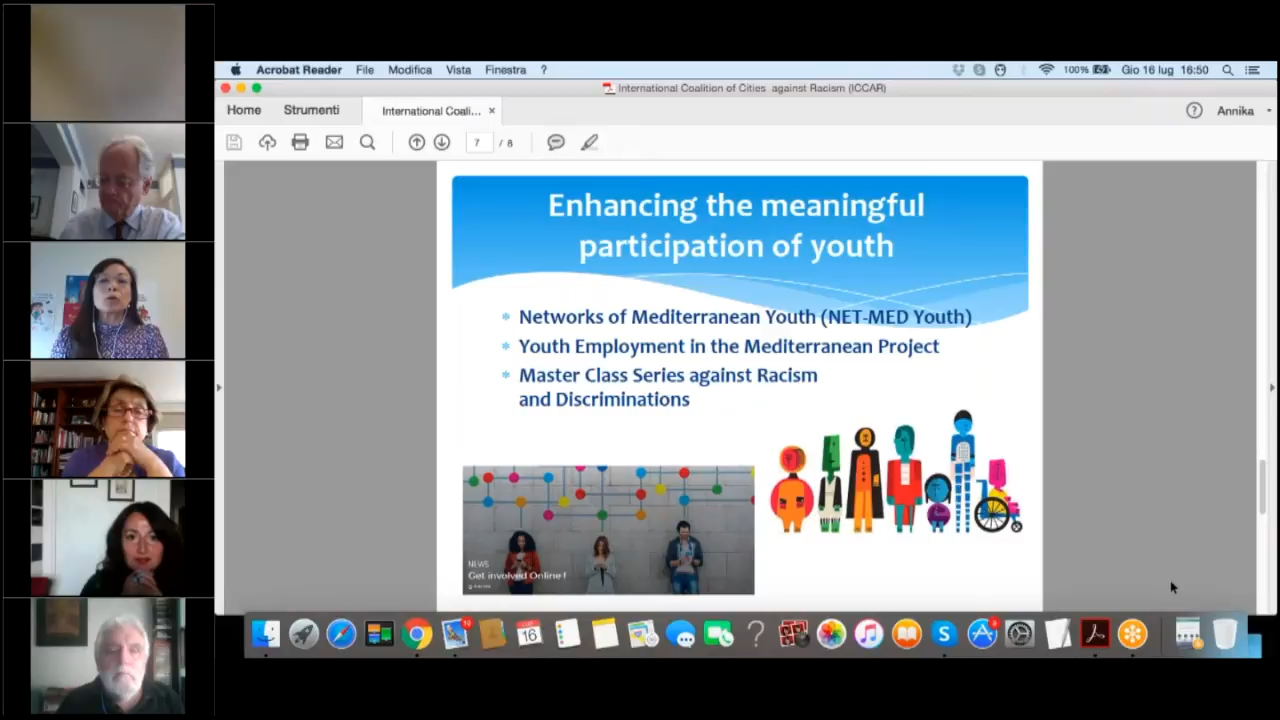 Acrobat Reader File Modifica Vista Finestra ? 100% Gio 16 lug 16:50
International Coalition of Cities against Racism (ICCAR)
Home Strumenti International Coali... × ? Annika
7 / 8
Enhancing the meaningful
participation of youth
* Networks of Mediterranean Youth (NET-MED Youth)
* Youth Employment in the Mediterranean Project
* Master Class Series against Racism
and Discriminations
NEWS
Get involved Online !
16